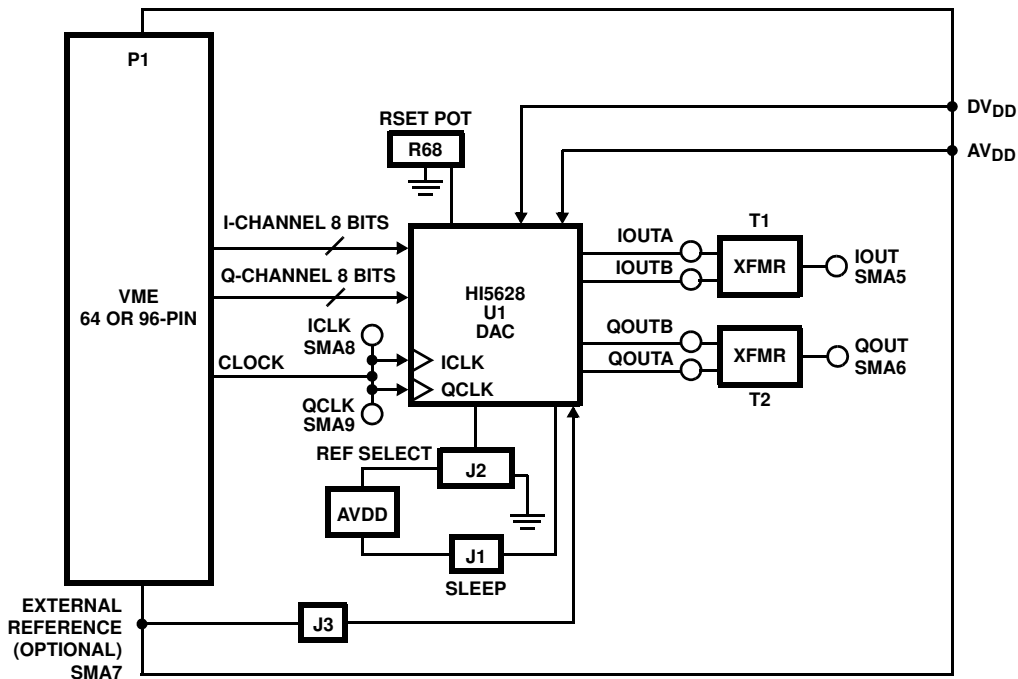 P1
DVDD
RSET POT
AVDD
R68
T1
I-CHANNEL 8 BITS
IOUTA
IOUTB
XFMR
IOUT
SMA5
Q-CHANNEL 8 BITS
HI5628
U1
DAC
VME
64 OR 96-PIN
ICLK
SMA8
QOUTB
QOUTA
XFMR
QOUT
SMA6
CLOCK
ICLK
QCLK
T2
QCLK
SMA9
REF SELECT
J2
AVDD
J1
SLEEP
EXTERNAL
REFERENCE
(OPTIONAL)
SMA7
J3